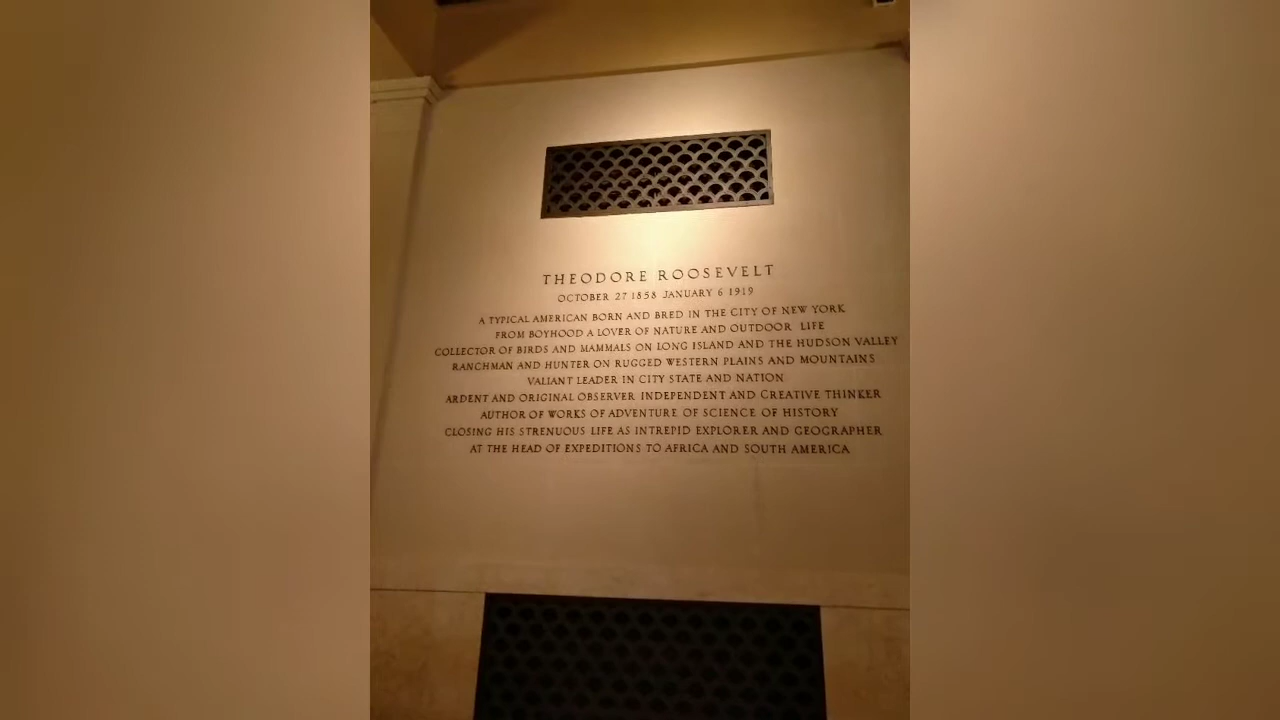 THEODORE ROOSEVELT
OCTOBER 27 1858 JANUARY 6 1919
A TYPICAL AMERICAN BORN AND BRED IN THE CITY OF NEW YORK
FROM BOYHOOD A LOVER OF NATURE AND OUTDOOR LIFE
COLLECTOR OF BIRDS AND MAMMALS ON LONG ISLAND AND THE HUDSON VALLEY
RANCHMAN AND HUNTER ON RUGGED WESTERN PLAINS AND MOUNTAINS
VALIANT LEADER IN CITY STATE AND NATION
ARDENT AND ORIGINAL OBSERVER INDEPENDENT AND CREATIVE THINKER
AUTHOR OF WORKS OF ADVENTURE OF SCIENCE OF HISTORY
CLOSING HIS STRENUOUS LIFE AS INTREPID EXPLORER AND GEOGRAPHER
AT THE HEAD OF EXPEDITIONS TO AFRICA AND SOUTH AMERICA